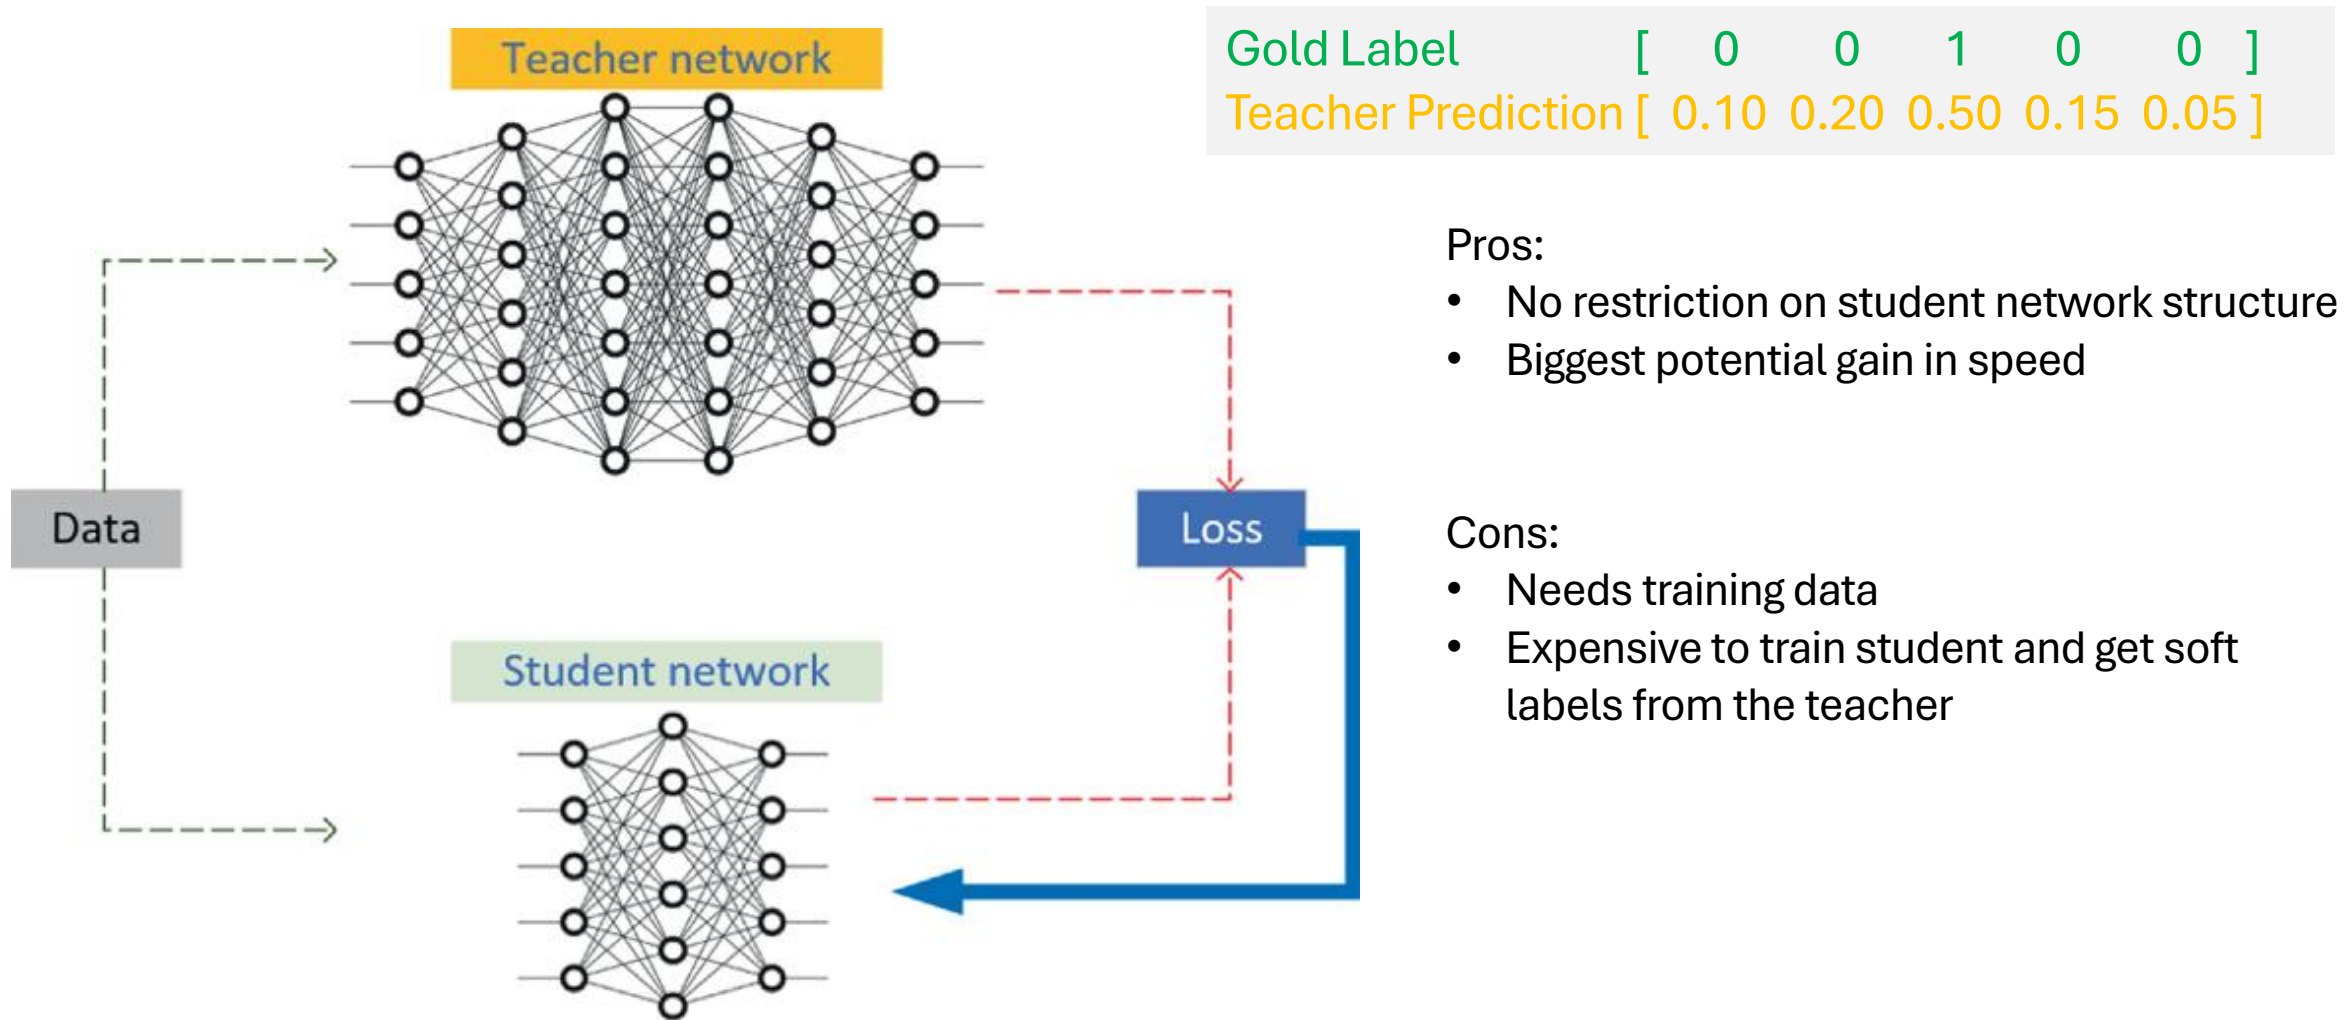 Teacher network
Gold Label [ 0 0 1 0 0 ]
Teacher Prediction [ 0.10 0.20 0.50 0.15 0.05 ]
Data
Loss
Student network
Pros:
• No restriction on student network structure
• Biggest potential gain in speed
Cons:
• Needs training data
• Expensive to train student and get soft
labels from the teacher